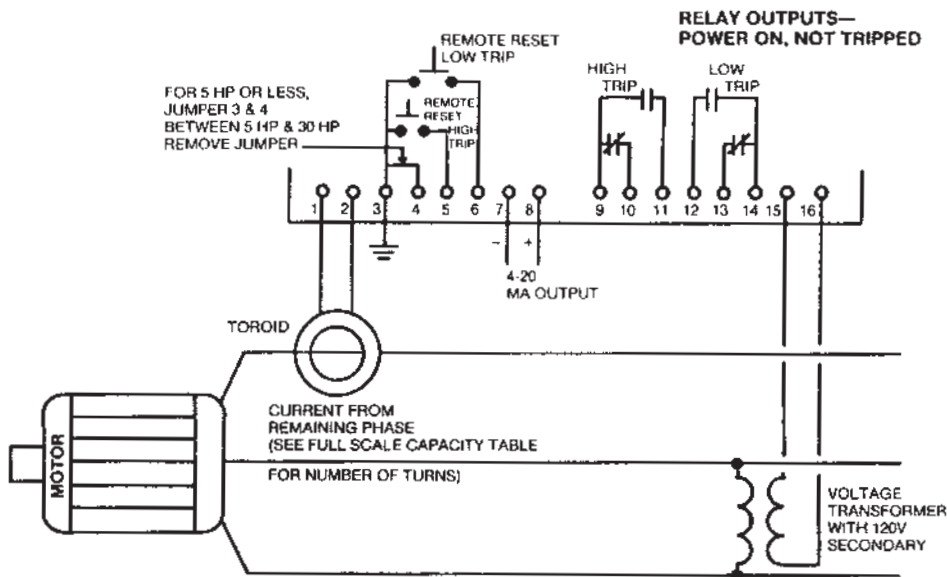 RELAY OUTPUTS—
POWER ON, NOT TRIPPED
REMOTE RESET
LOW TRIP
HIGH
TRIP
LOW
TRIP
FOR 5 HP OR LESS,
JUMPER 3 & 4
BETWEEN 5 HP & 30 HP
REMOVE JUMPER
REMOTE
RESET
HIGH
TRIP
1 2 3 4 5 6 7 8 9 10 11 12 13 14 15 16
- +
4-20
MA OUTPUT
TOROID
CURRENT FROM
REMAINING PHASE
(SEE FULL SCALE CAPACITY TABLE
FOR NUMBER OF TURNS)
MOTOR
VOLTAGE
TRANSFORMER
WITH 120V
SECONDARY